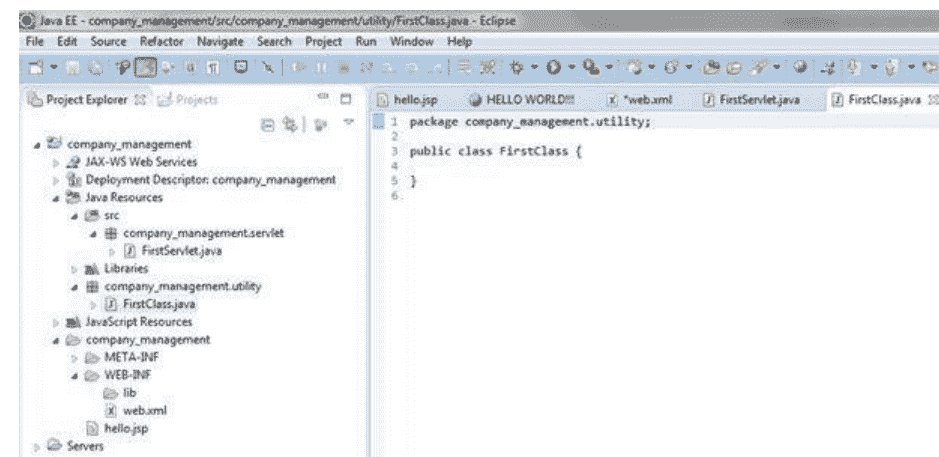 Java EE - company_management/src/company_management/utility/FirstClass.java - Eclipse
File Edit Source Refactor Navigate Search Project Run Window Help
Project Explorer Projects
hello.jsp HELLO WORLD!!! *web.xml FirstServlet.java FirstClass.java
1 package company_management.utility;
2
3 public class FirstClass {
4
5 }
6
company_management
JAX-WS Web Services
Deployment Descriptor: company_management
Java Resources
src
company_management.servlet
FirstServlet.java
Libraries
company_management.utility
FirstClass.java
JavaScript Resources
company_management
META-INF
WEB-INF
lib
web.xml
hello.jsp
Servers